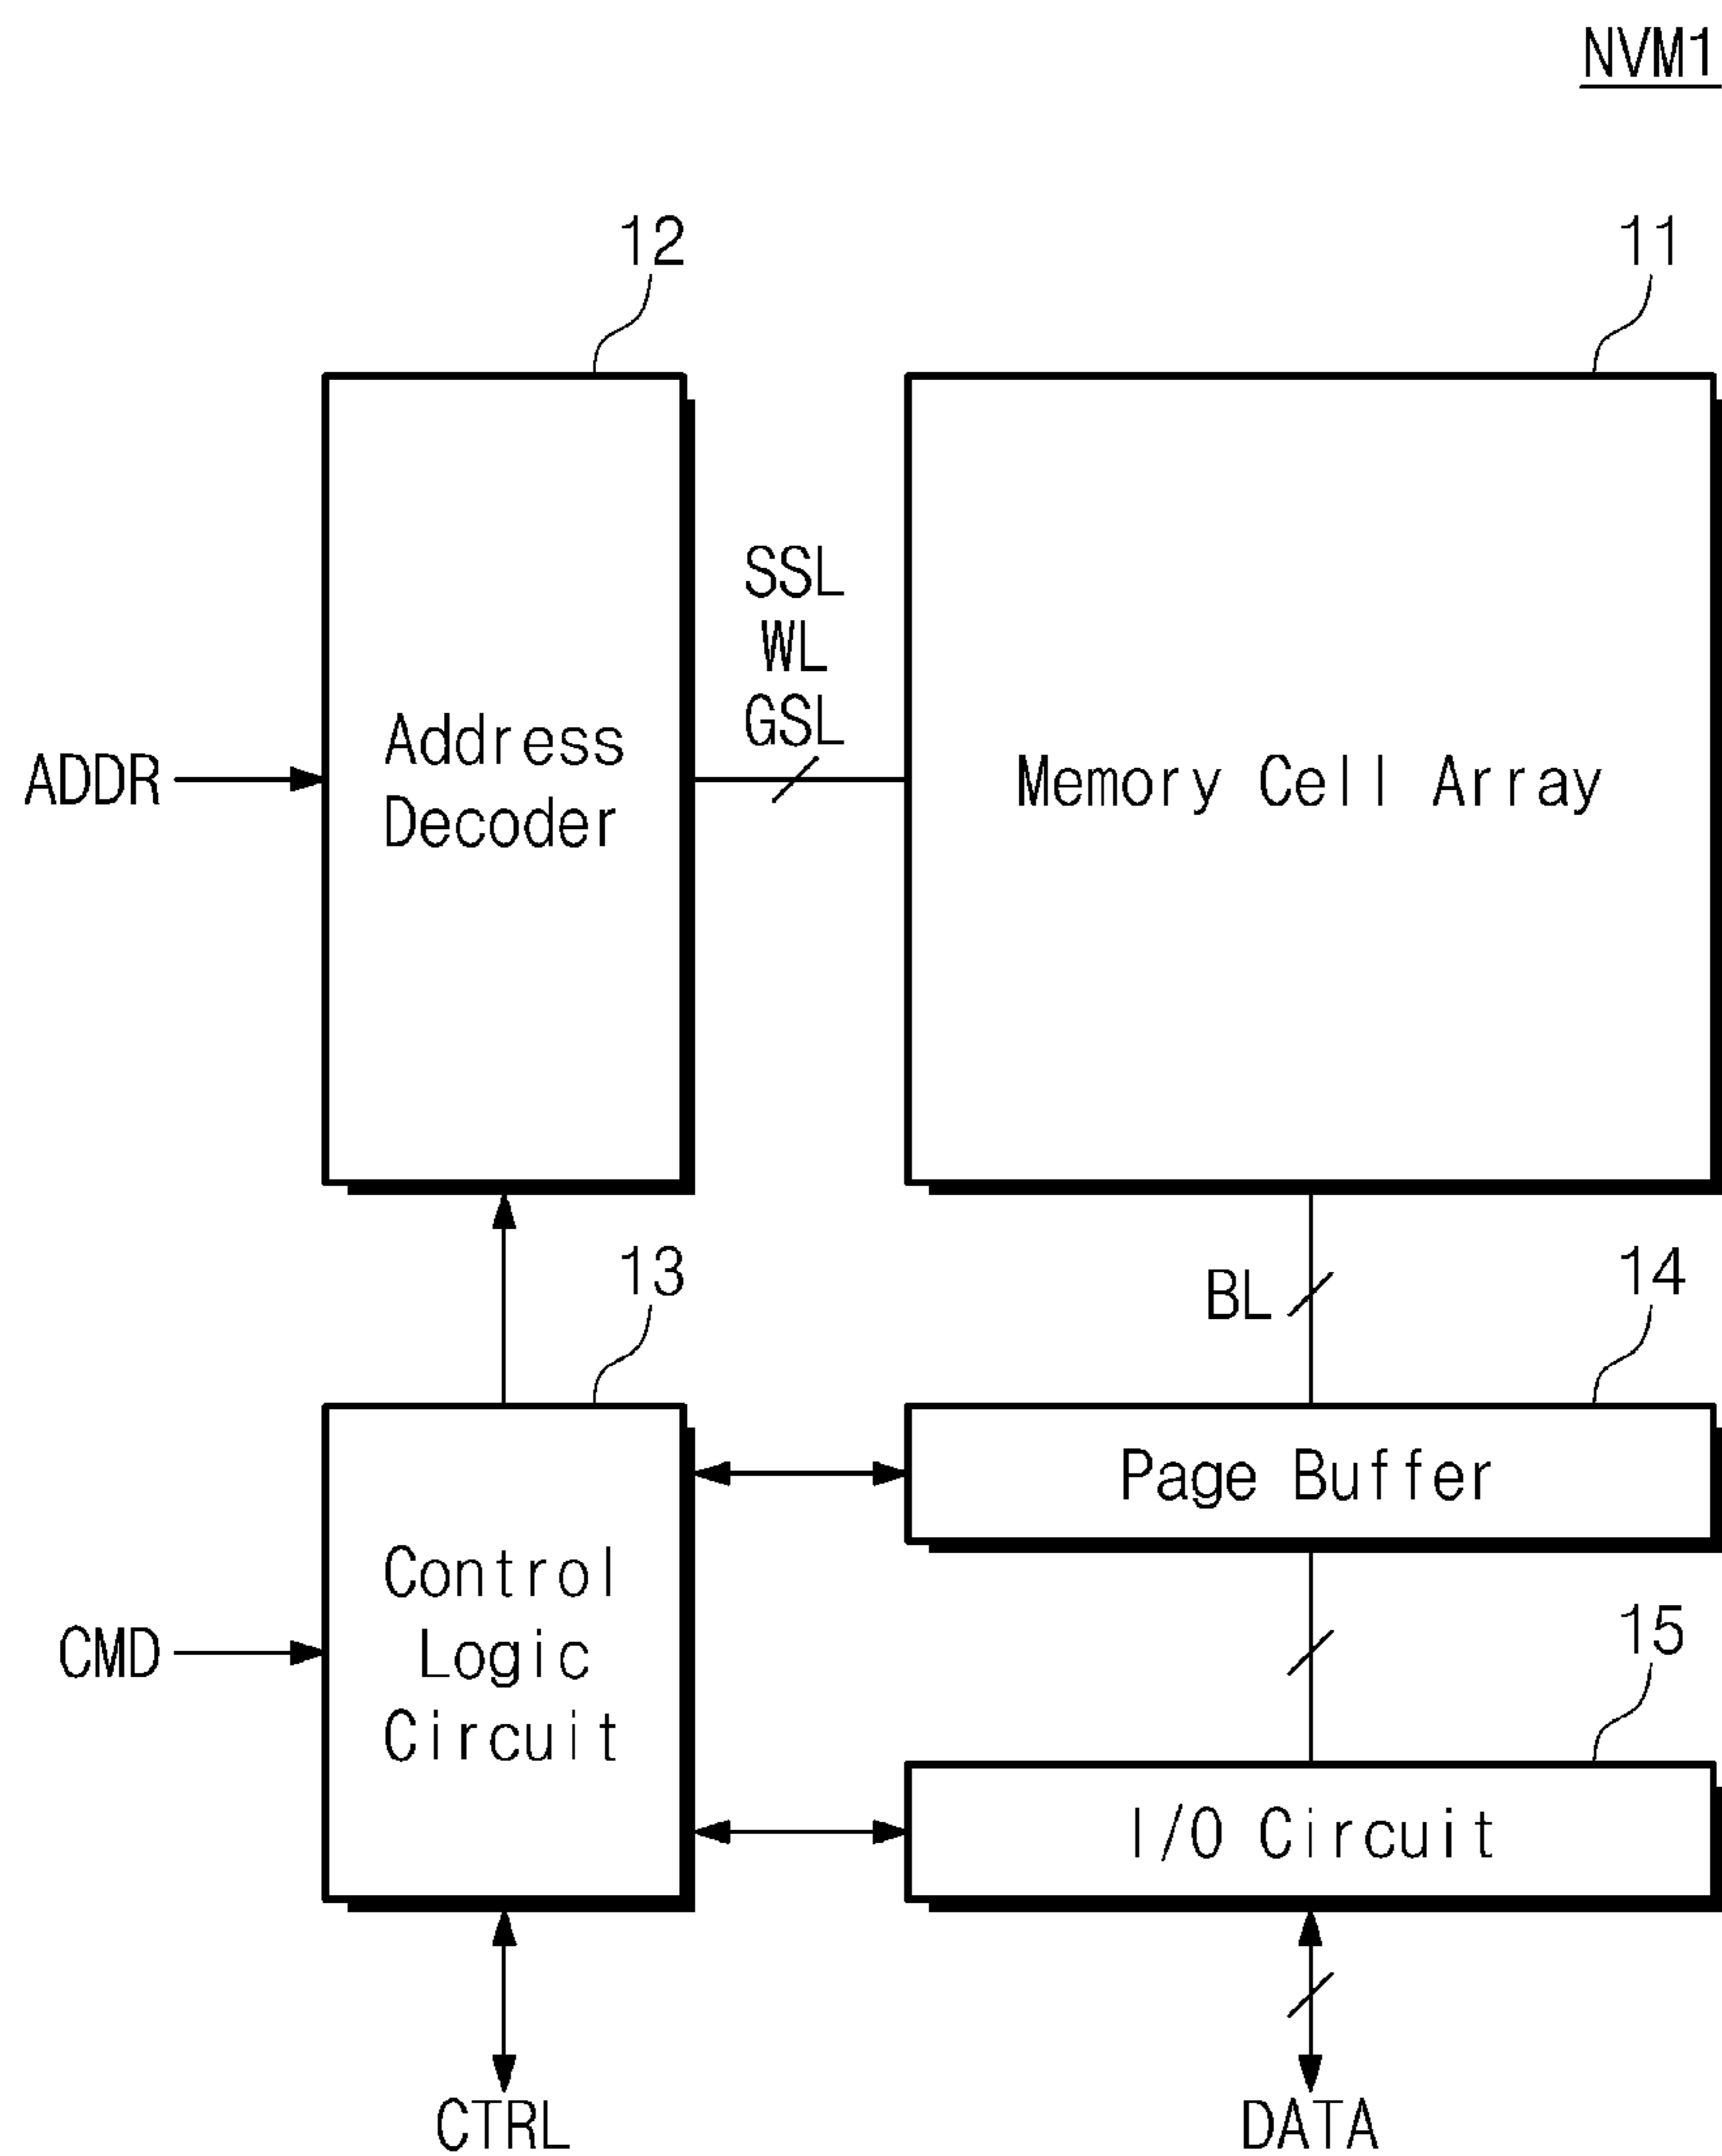 NVM1
12
11
SSL
WL
GSL
Address
Decoder
ADDR
Memory Cell Array
13
14
BL
Page Buffer
Control
Logic
Circuit
CMD
15
I/O Circuit
CTRL
DATA